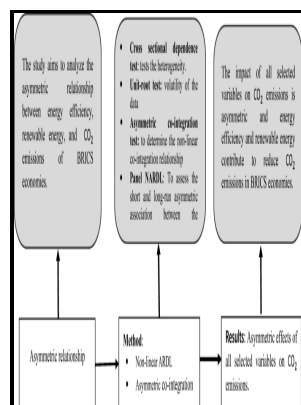 The study aims to analyze the
asymmetric relationship
between energy efficiency,
renewable energy, and CO₂
emissions of BRICS
economies.
• Cross sectional dependence
test: tests the heterogeneity.
• Unit-root test: volatility of the
data
• Asymmetric co-integration
test: to determine the non-linear
co-integration relationship
• Panel NARDL: To assess the
short and long-run asymmetric
association between the
The impact of all selected
variables on CO₂ emissions is
asymmetric and energy
efficiency and renewable energy
contribute to reduce CO₂
emissions in BRICS economies.
Asymmetric relationship
Method:
• Non-linear ARDL
• Asymmetric co-integration
Results: Asymmetric effects of
all selected variables on CO₂
emissions.